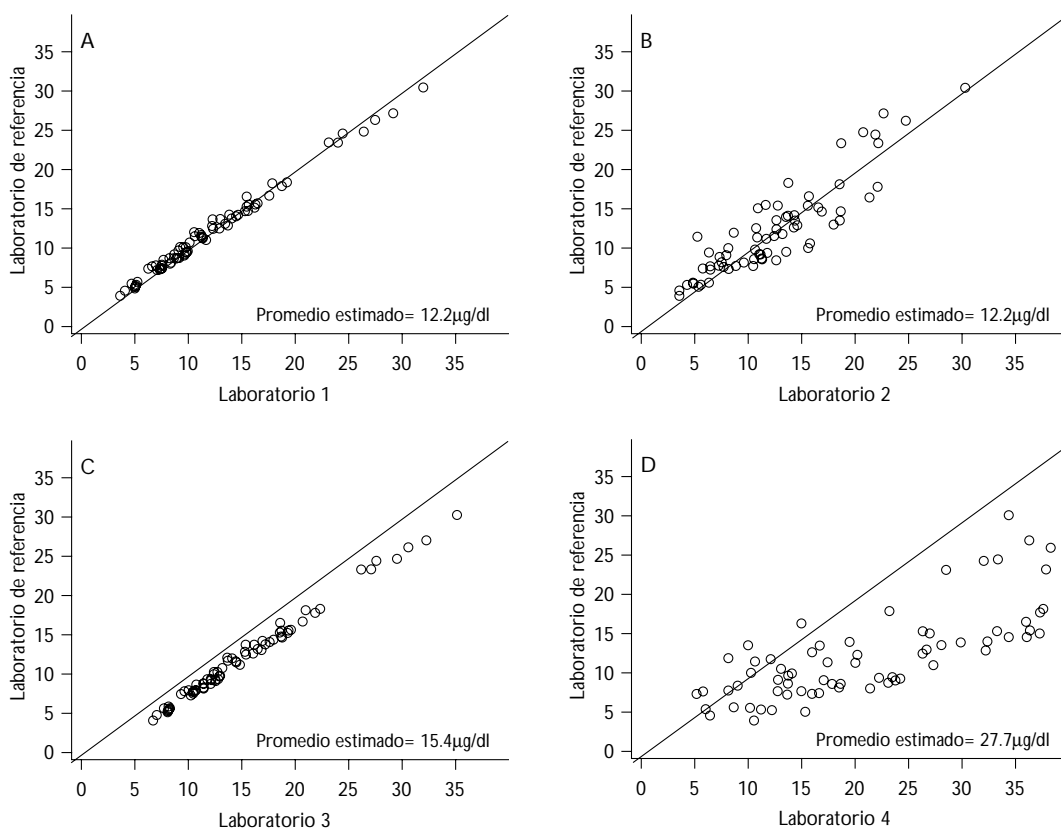 A
Laboratorio de referencia
35
30
25
20
15
10
5
0
Promedio estimado= 12.2µg/dl
0 5 10 15 20 25 30 35
Laboratorio 1
B
Laboratorio de referencia
35
30
25
20
15
10
5
0
Promedio estimado= 12.2µg/dl
0 5 10 15 20 25 30 35
Laboratorio 2
C
Laboratorio de referencia
35
30
25
20
15
10
5
0
Promedio estimado= 15.4µg/dl
0 5 10 15 20 25 30 35
Laboratorio 3
D
Laboratorio de referencia
35
30
25
20
15
10
5
0
Promedio estimado= 27.7µg/dl
0 5 10 15 20 25 30 35
Laboratorio 4